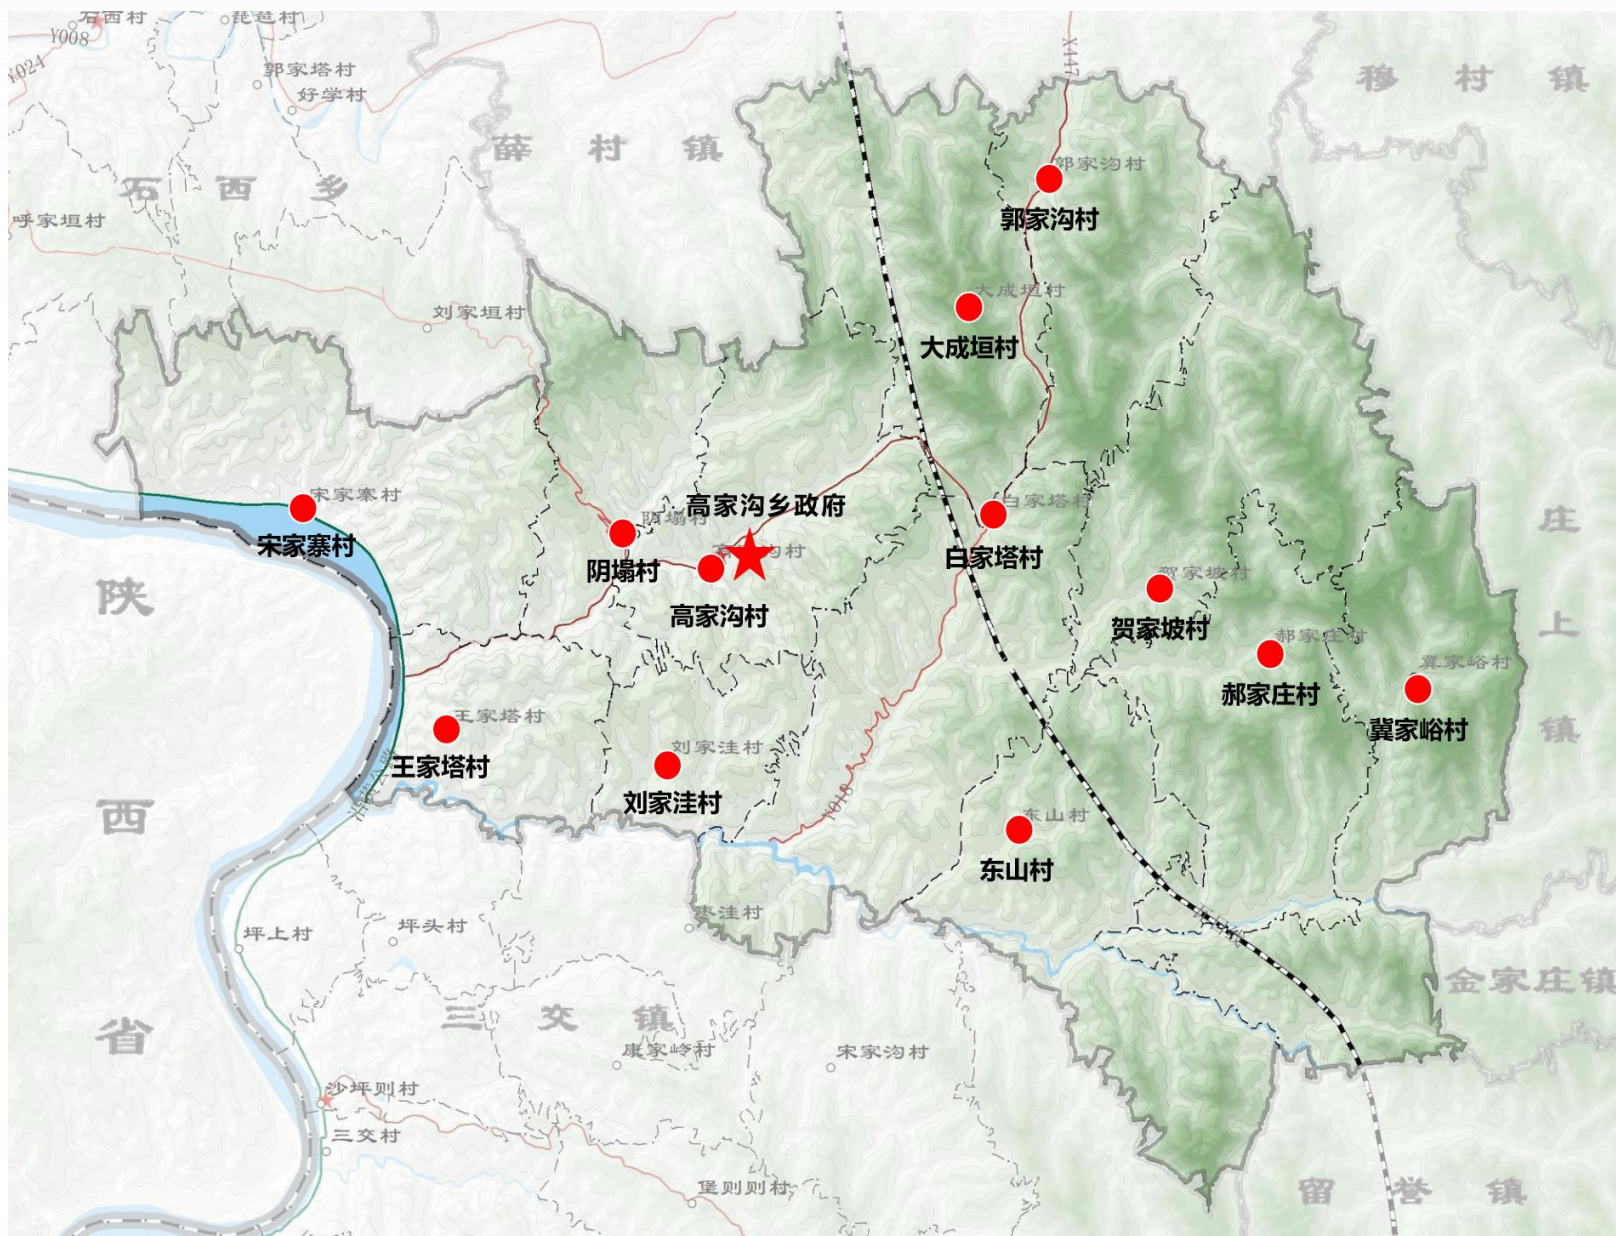 石西村
琵琶村
Y008
Y024
郭家塔村
好学村
X447
穆村镇
薛村镇
石西乡
呼家垣村
郭家沟村
郭家沟村
大成垣村
大成垣村
刘家垣村
宋家寨村
宋家寨村
高家沟乡政府
阴塌村
阴塌村
白家塔村
白家塔村
高家沟村
贺家坡村
贺家坡村
郝家庄村
郝家庄村
冀家峪村
冀家峪村
庄上镇
陕西省
王家塔村
王家塔村
刘家洼村
刘家洼村
Y018
东山村
东山村
枣洼村
坪上村
坪头村
金家庄镇
三交镇
康家岭村
宋家沟村
沙坪则村
三交村
堡则则村
留誉镇